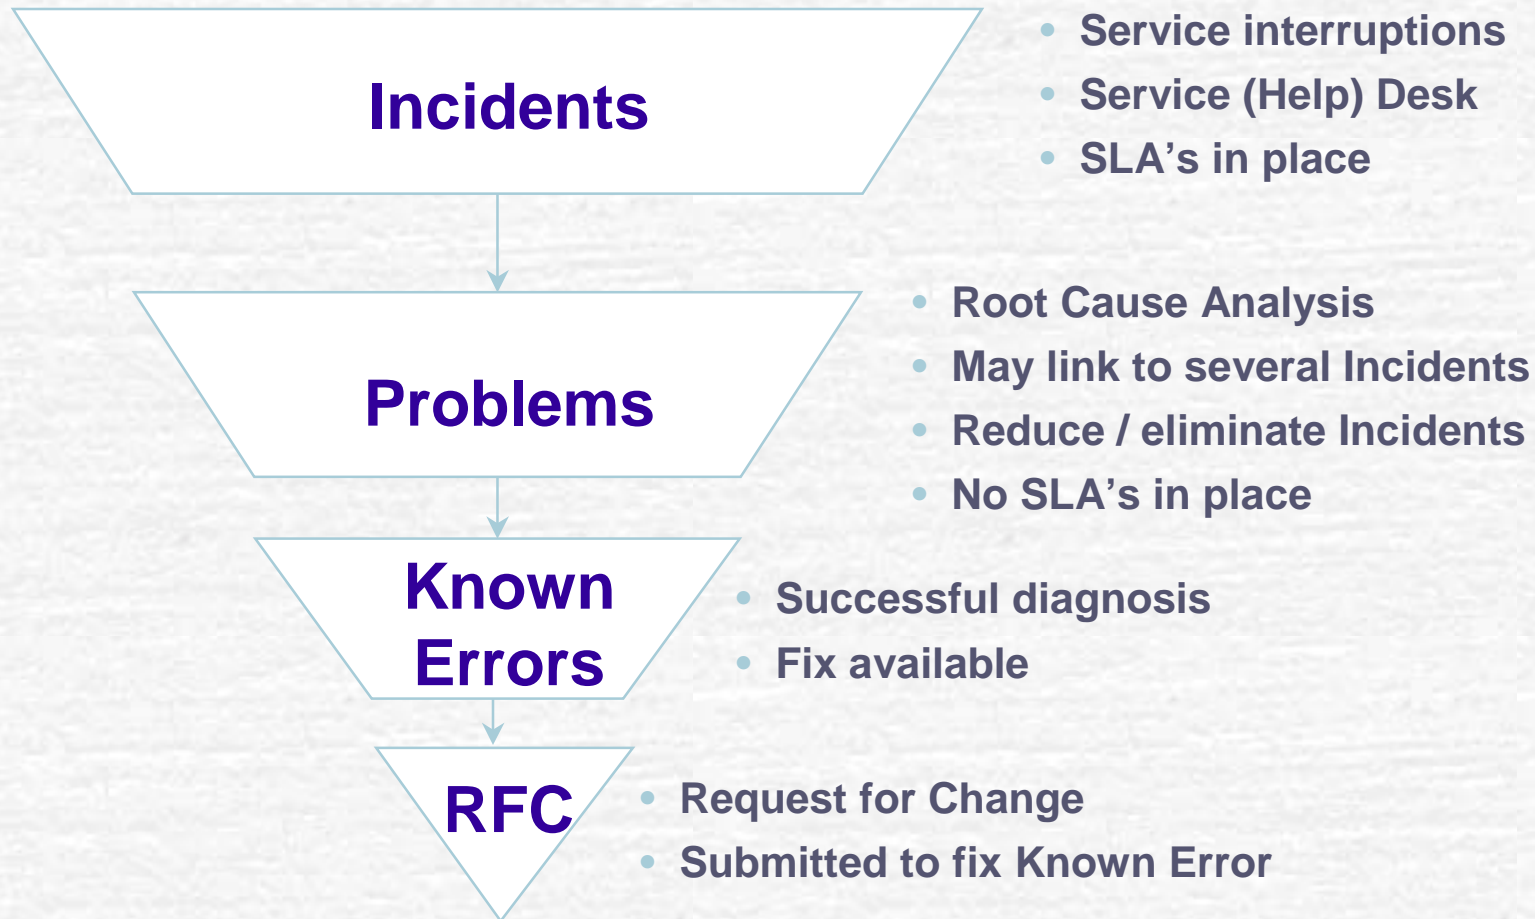 Incidents
Service interruptions
Service (Help) Desk
SLA’s in place
Problems
Root Cause Analysis
May link to several Incidents
Reduce / eliminate Incidents
No SLA’s in place
Known
Errors
Successful diagnosis
Fix available
RFC
Request for Change
Submitted to fix Known Error